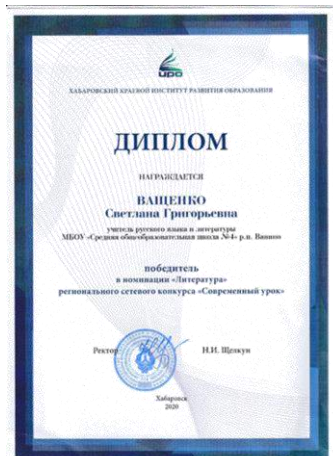 иро
ХАБАРОВСКИЙ КРАЕВОЙ ИНСТИТУТ РАЗВИТИЯ ОБРАЗОВАНИЯ
ДИПЛОМ
НАГРАЖДАЕТСЯ
ВАЩЕНКО
Светлана Григорьевна
учитель русского языка и литературы
МБОУ «Средняя общеобразовательная школа №4» р.п. Ванино
победитель
в номинации «Литература»
регионального сетевого конкурса «Современный урок»
Ректор Н.И. Щекун
Хабаровск
2020